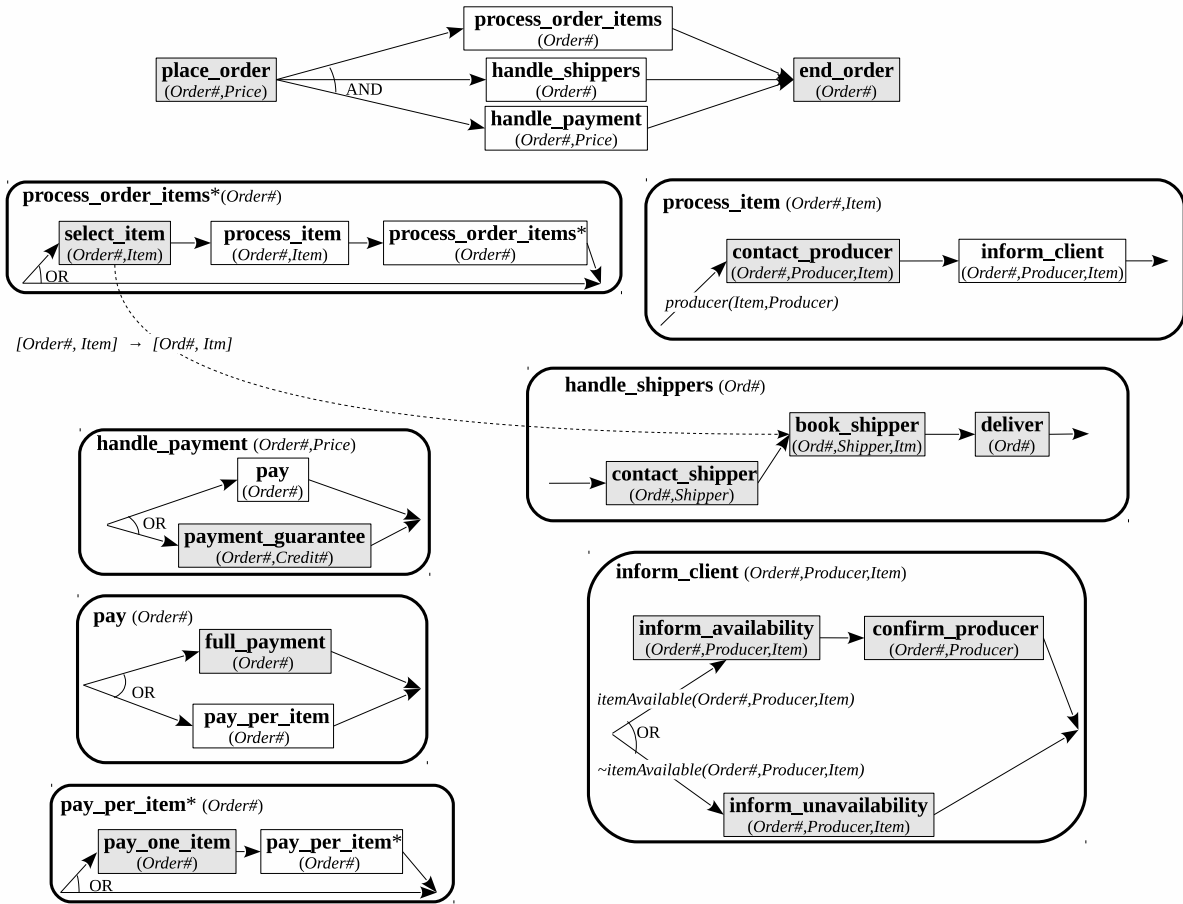 process_order_items
(Order#)
place_order
(Order#,Price)
AND
handle_shippers
(Order#)
end_order
(Order#)
handle_payment
(Order#,Price)
process_order_items*(Order#)
select_item
(Order#,Item)
process_item
(Order#,Item)
process_order_items*
(Order#)
OR
process_item (Order#,Item)
contact_producer
(Order#,Producer,Item)
inform_client
(Order#,Producer,Item)
producer(Item,Producer)
[Order#, Item] → [Ord#, Itm]
handle_shippers (Ord#)
book_shipper
(Ord#,Shipper,Itm)
deliver
(Ord#)
contact_shipper
(Ord#,Shipper)
handle_payment (Order#,Price)
pay
(Order#)
OR
payment_guarantee
(Order#,Credit#)
inform_client (Order#,Producer,Item)
inform_availability
(Order#,Producer,Item)
confirm_producer
(Order#,Producer)
itemAvailable(Order#,Producer,Item)
OR
~itemAvailable(Order#,Producer,Item)
inform_unavailability
(Order#,Producer,Item)
pay (Order#)
full_payment
(Order#)
OR
pay_per_item
(Order#)
pay_per_item* (Order#)
pay_one_item
(Order#)
pay_per_item*
(Order#)
OR